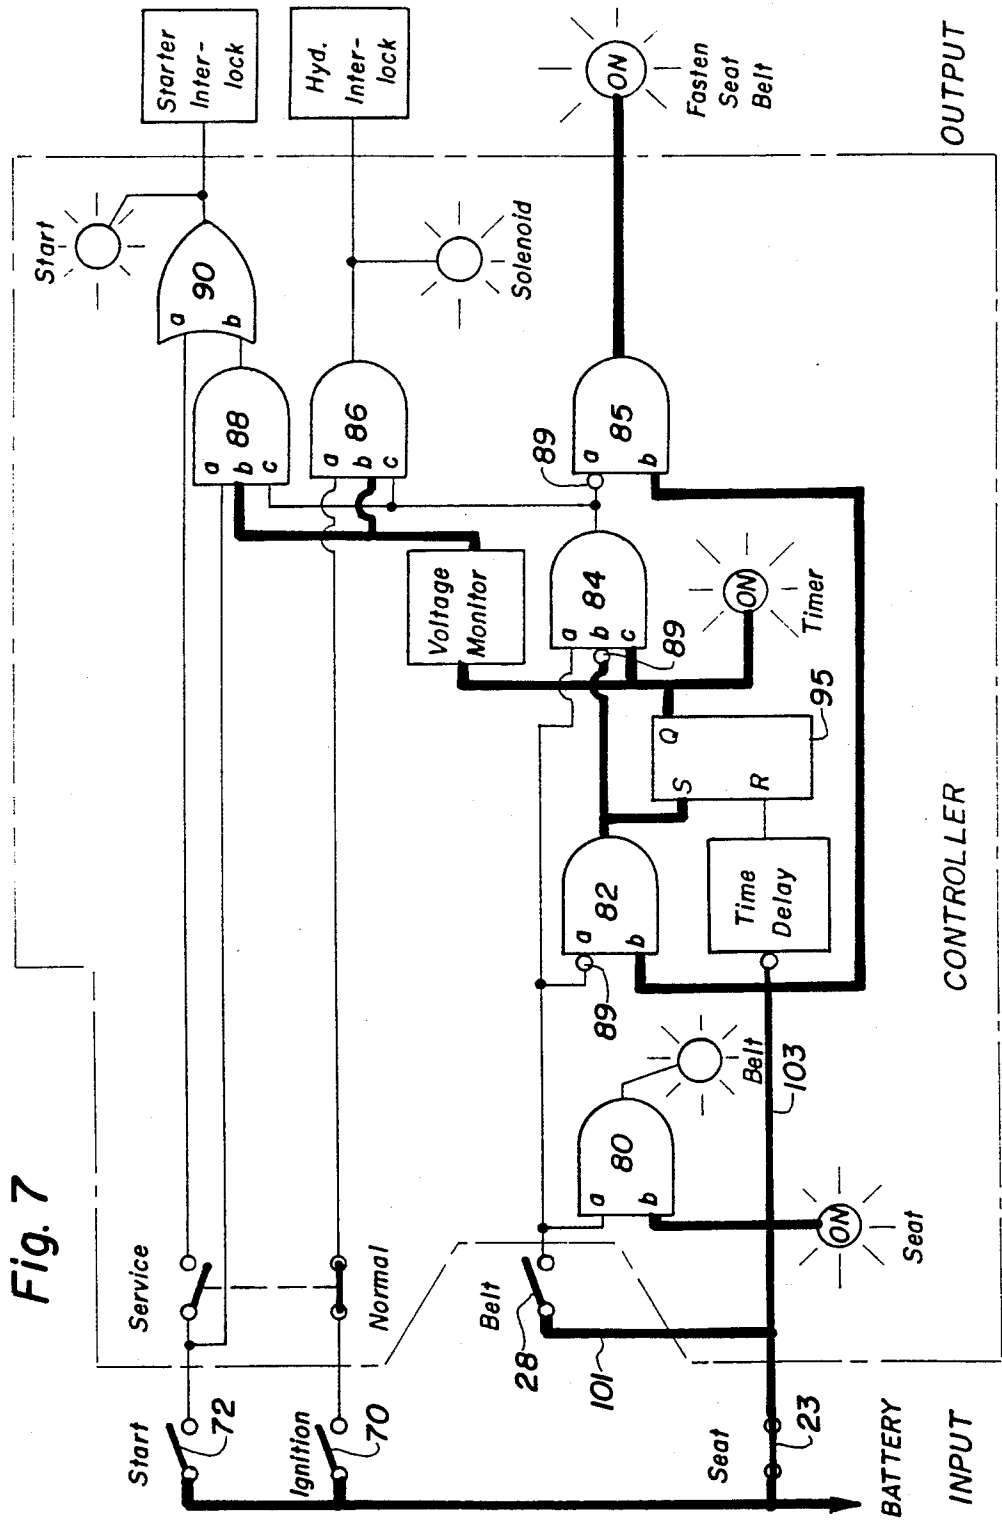 Fig. 7
Start
72
Ignition
70
Seat
23
BATTERY
INPUT
Service
Normal
Belt
28
101
103
Seat
ON
80
a
b
Belt
82
a
b
89
Time
Delay
S
R
Q
95
Timer
ON
84
a
b
c
89
Voltage
Monitor
85
a
b
89
86
a
b
c
88
a
b
c
90
a
b
Start
Solenoid
CONTROLLER
Starter
Inter-
lock
Hyd.
Inter-
lock
ON
Fasten
Seat
Belt
OUTPUT